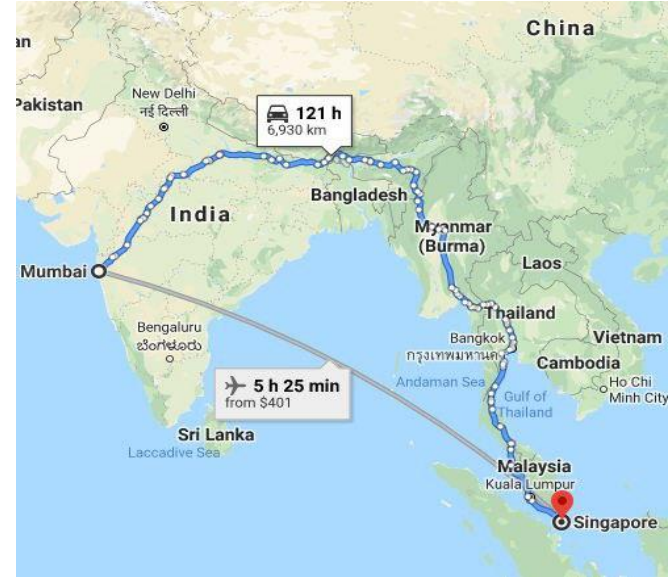 China
an
New Delhi
नई दिल्ली
Pakistan
121 h
6,930 km
Bangladesh
India
Myanmar
(Burma)
Mumbai
Laos
Thailand
Bengaluru
ಬೆಂಗಳೂರು
Bangkok
กรุงเทพมหานคร
Vietnam
Cambodia
Andaman Sea
Ho Chi
Minh City
5 h 25 min
from $401
Gulf of
Thailand
Sri Lanka
Laccadive Sea
Malaysia
Kuala Lumpur
Singapore